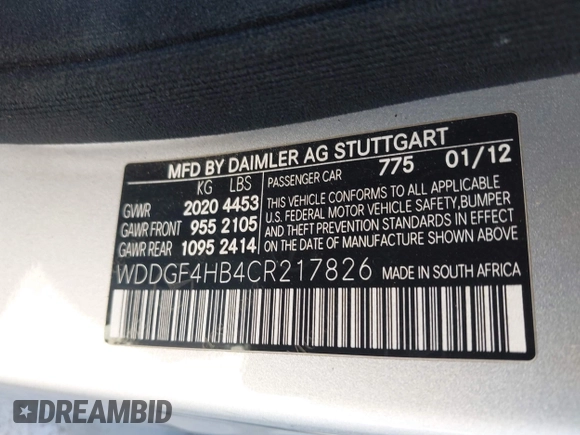 MFD BY DAIMLER AG STUTTGART
KG LBS PASSENGER CAR 775 01/12
GVWR 2020 4453
GAWR FRONT 955 2105
GAWR REAR 1095 2414
THIS VEHICLE CONFORMS TO ALL APPLICABLE
U.S. FEDERAL MOTOR VEHICLE SAFETY,BUMPER
AND THEFT PREVENTION STANDARDS IN EFFECT
ON THE DATE OF MANUFACTURE SHOWN ABOVE
WDDGF4HB4CR217826 MADE IN SOUTH AFRICA
DREAMBID